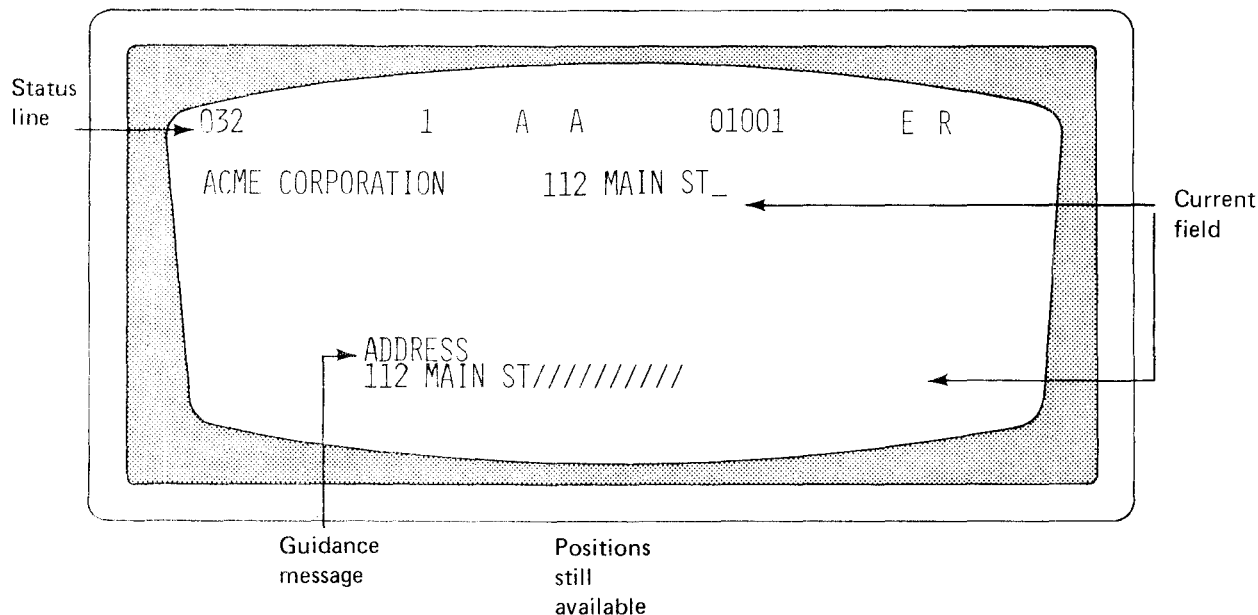 Status
line
032 1 A A 01001 E R
ACME CORPORATION 112 MAIN ST_
Current
field
ADDRESS
112 MAIN ST//////////
Guidance
message
Positions
still
available